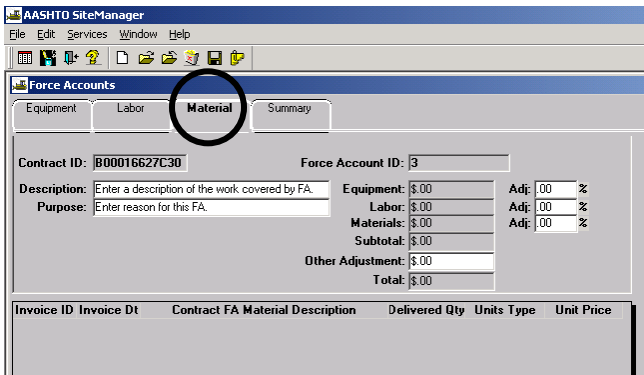 AASHTO SiteManager
File Edit Services Window Help
Force Accounts
Equipment Labor Material Summary
Contract ID: B00016627C30 Force Account ID: 3
Description: Enter a description of the work covered by FA. Equipment: $.00 Adj: .00 %
Purpose: Enter reason for this FA. Labor: $.00 Adj: .00 %
Materials: $.00 Adj: .00 %
Subtotal: $.00
Other Adjustment: $.00
Total: $.00
Invoice ID Invoice Dt Contract FA Material Description Delivered Qty Units Type Unit Price